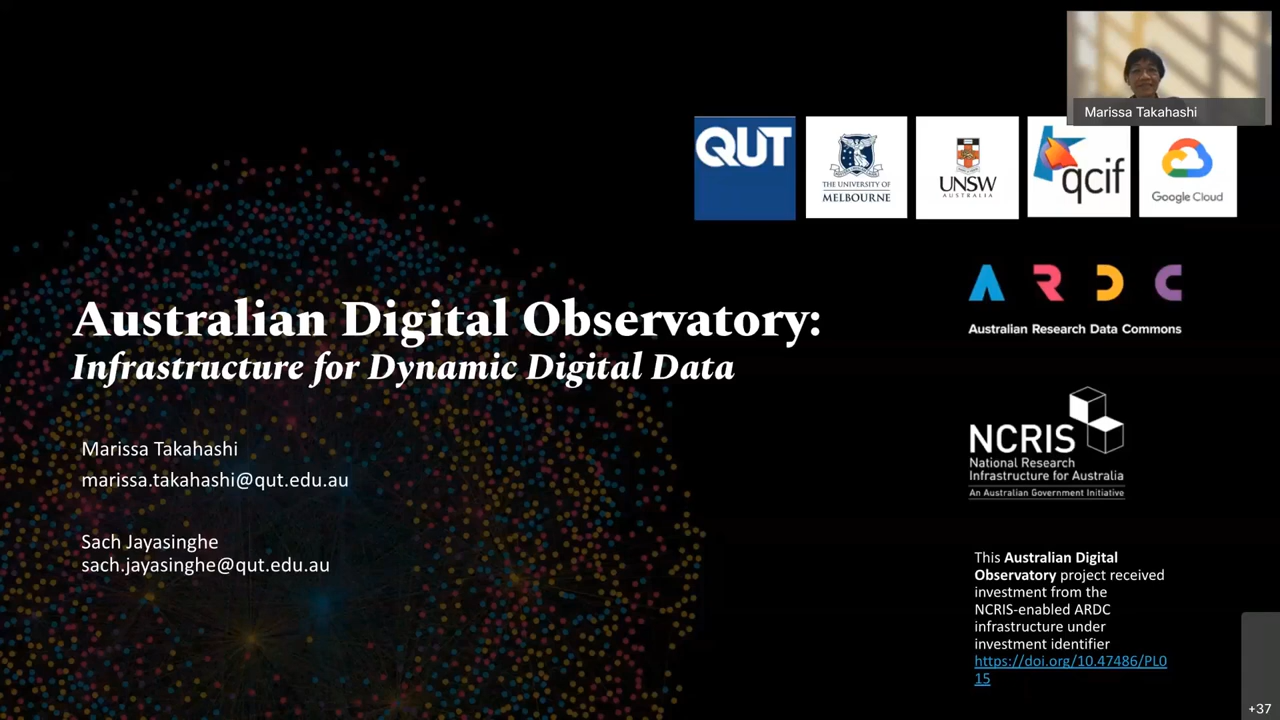 Marissa Takahashi
QUT
THE UNIVERSITY OF
MELBOURNE
UNSW
AUSTRALIA
qcif
Google Cloud
ARDC
Australian Research Data Commons
Australian Digital Observatory:
Infrastructure for Dynamic Digital Data
Marissa Takahashi
marissa.takahashi@qut.edu.au
Sach Jayasinghe
sach.jayasinghe@qut.edu.au
NCRIS
National Research
Infrastructure for Australia
An Australian Government Initiative
This Australian Digital
Observatory project received
investment from the
NCRIS-enabled ARDC
infrastructure under
investment identifier
https://doi.org/10.47486/PL0
15
+37